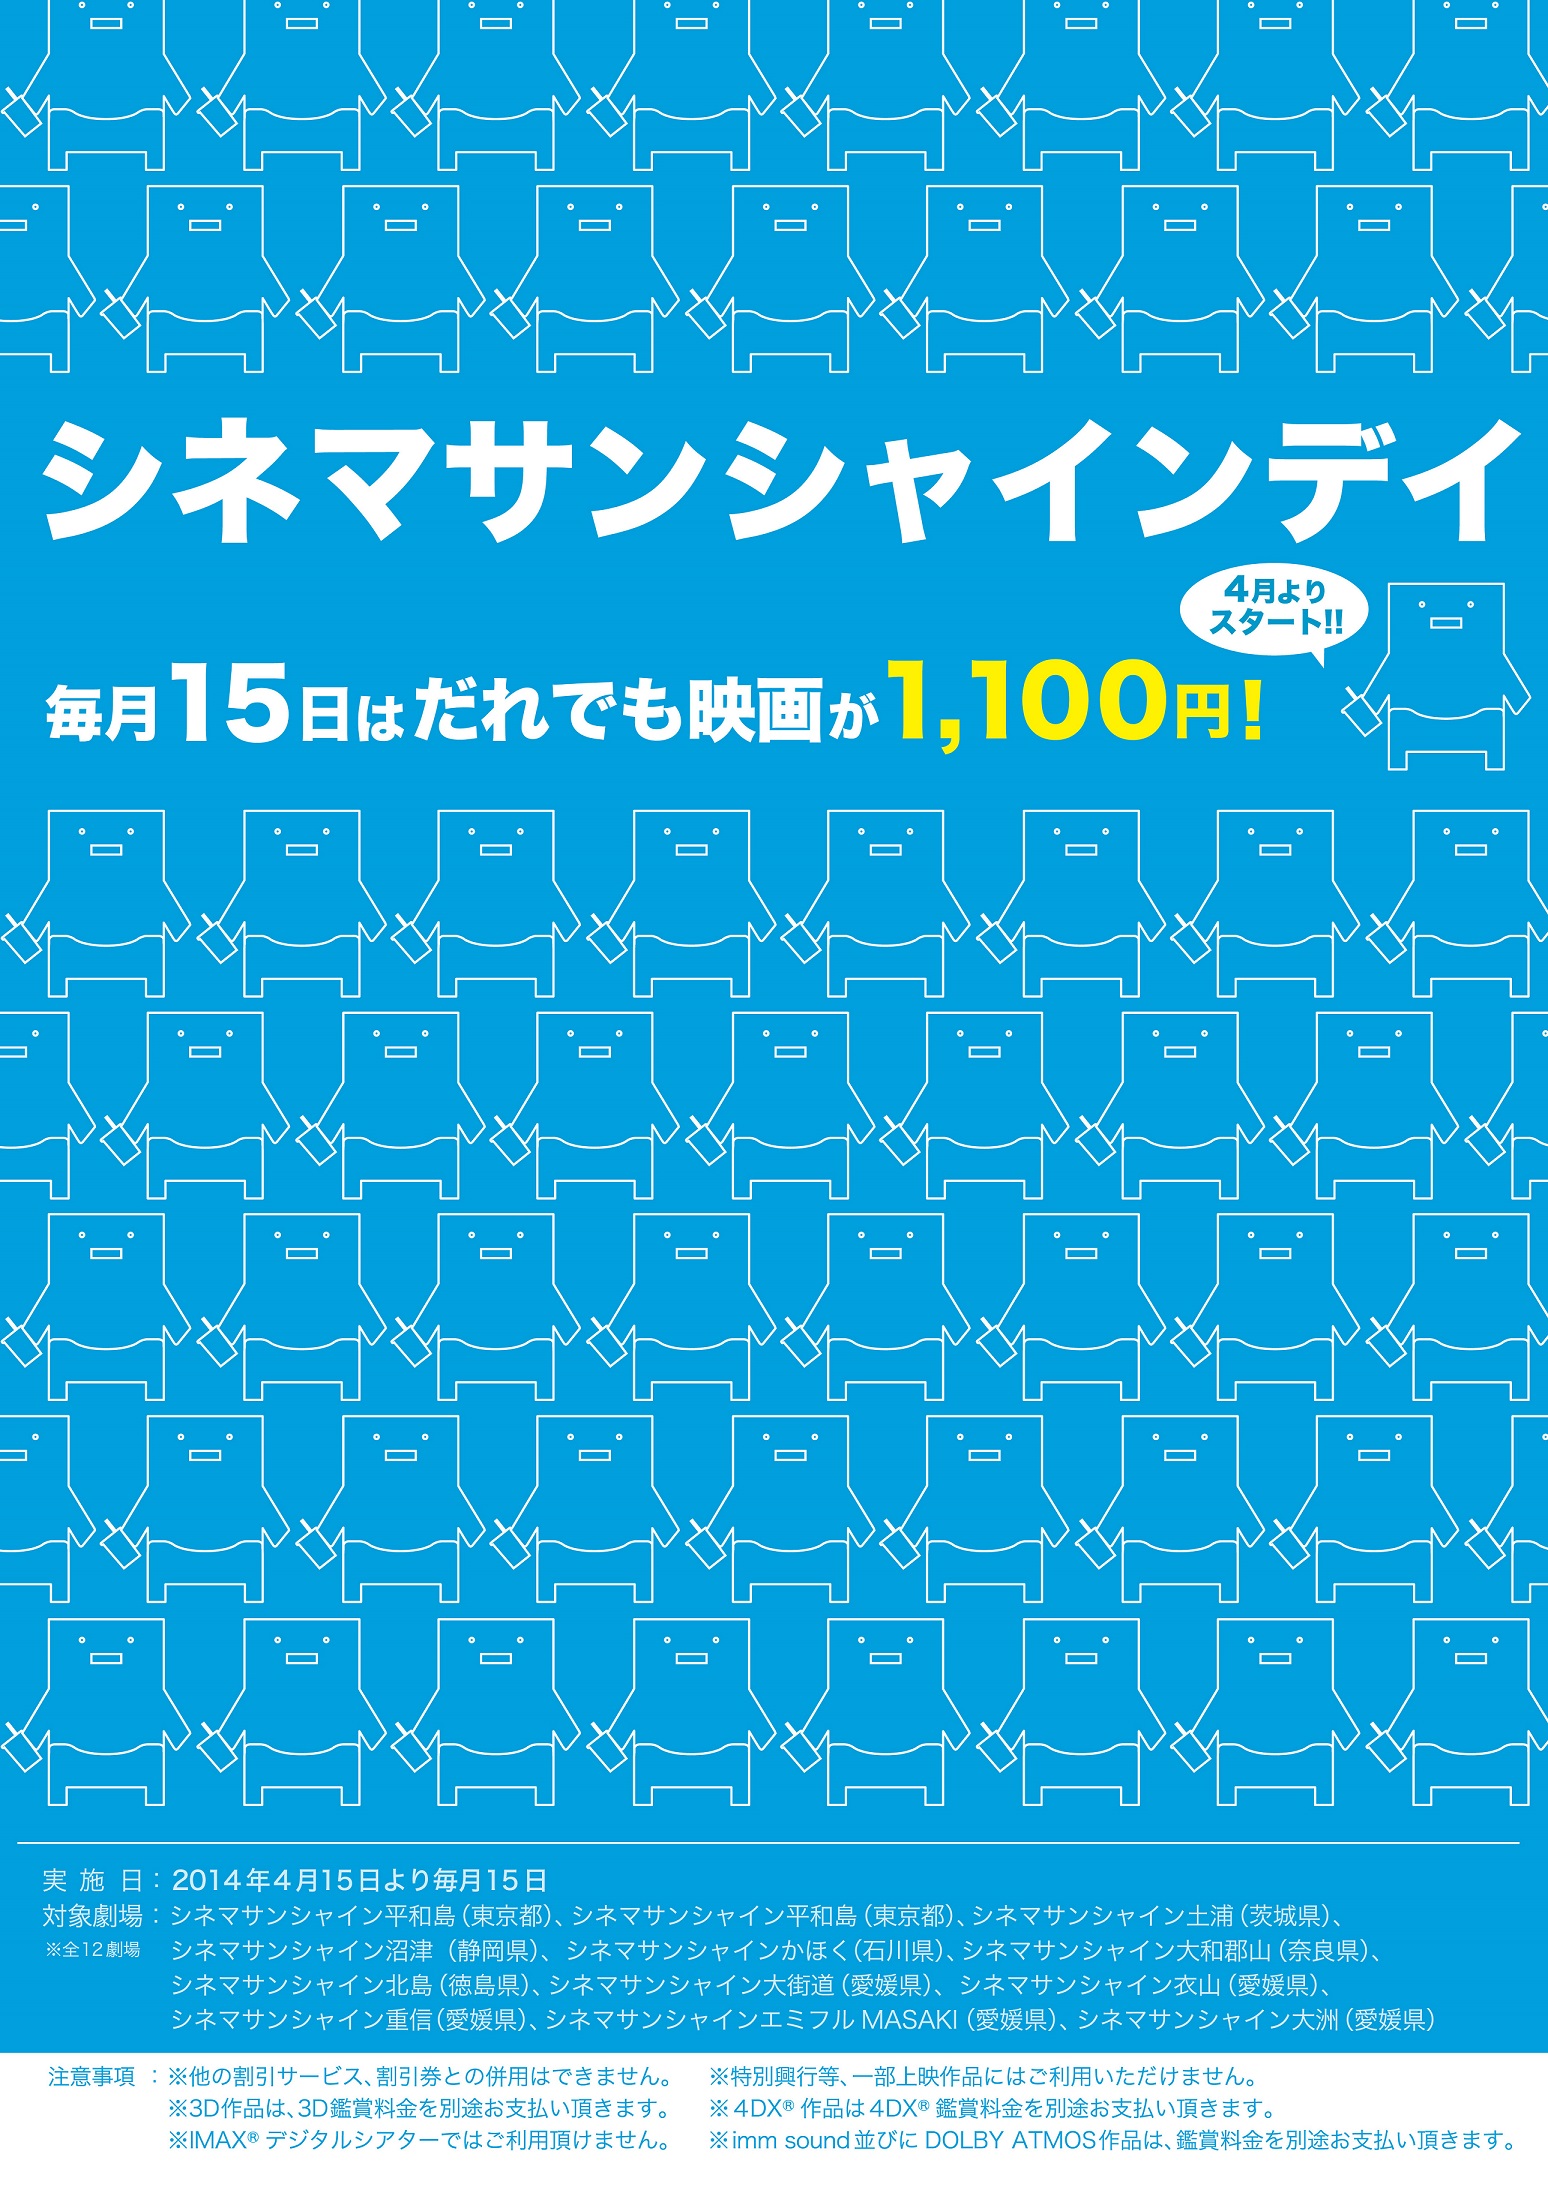 シネマサンシャインデイ
4月より
スタート!!
毎月15日はだれでも映画が1,100円!
実施日：2014年4月15日より毎月15日
対象劇場：シネマサンシャイン平和島（東京都）、シネマサンシャイン平和島（東京都）、シネマサンシャイン土浦（茨城県）、
※全12劇場 シネマサンシャイン沼津（静岡県）、シネマサンシャインかほく（石川県）、シネマサンシャイン大和郡山（奈良県）、
シネマサンシャイン北島（徳島県）、シネマサンシャイン大街道（愛媛県）、シネマサンシャイン衣山（愛媛県）、
シネマサンシャイン重信（愛媛県）、シネマサンシャインエミフルMASAKI（愛媛県）、シネマサンシャイン大洲（愛媛県）
注意事項：※他の割引サービス、割引券との併用はできません。 ※特別興行等、一部上映作品にはご利用いただけません。
※3D作品は、3D鑑賞料金を別途お支払い頂きます。 ※4DX®作品は4DX®鑑賞料金を別途お支払い頂きます。
※IMAX®デジタルシアターではご利用頂けません。 ※imm sound並びにDOLBY ATMOS作品は、鑑賞料金を別途お支払い頂きます。